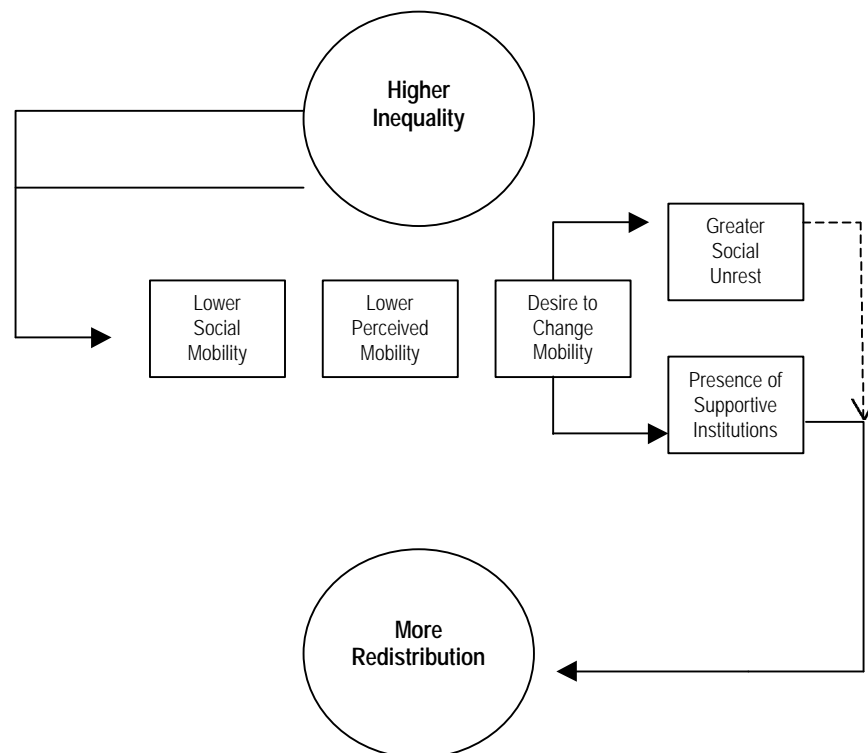 Higher
Inequality
Lower
Social
Mobility
Lower
Perceived
Mobility
Desire to
Change
Mobility
Greater
Social
Unrest
Presence of
Supportive
Institutions
More
Redistribution